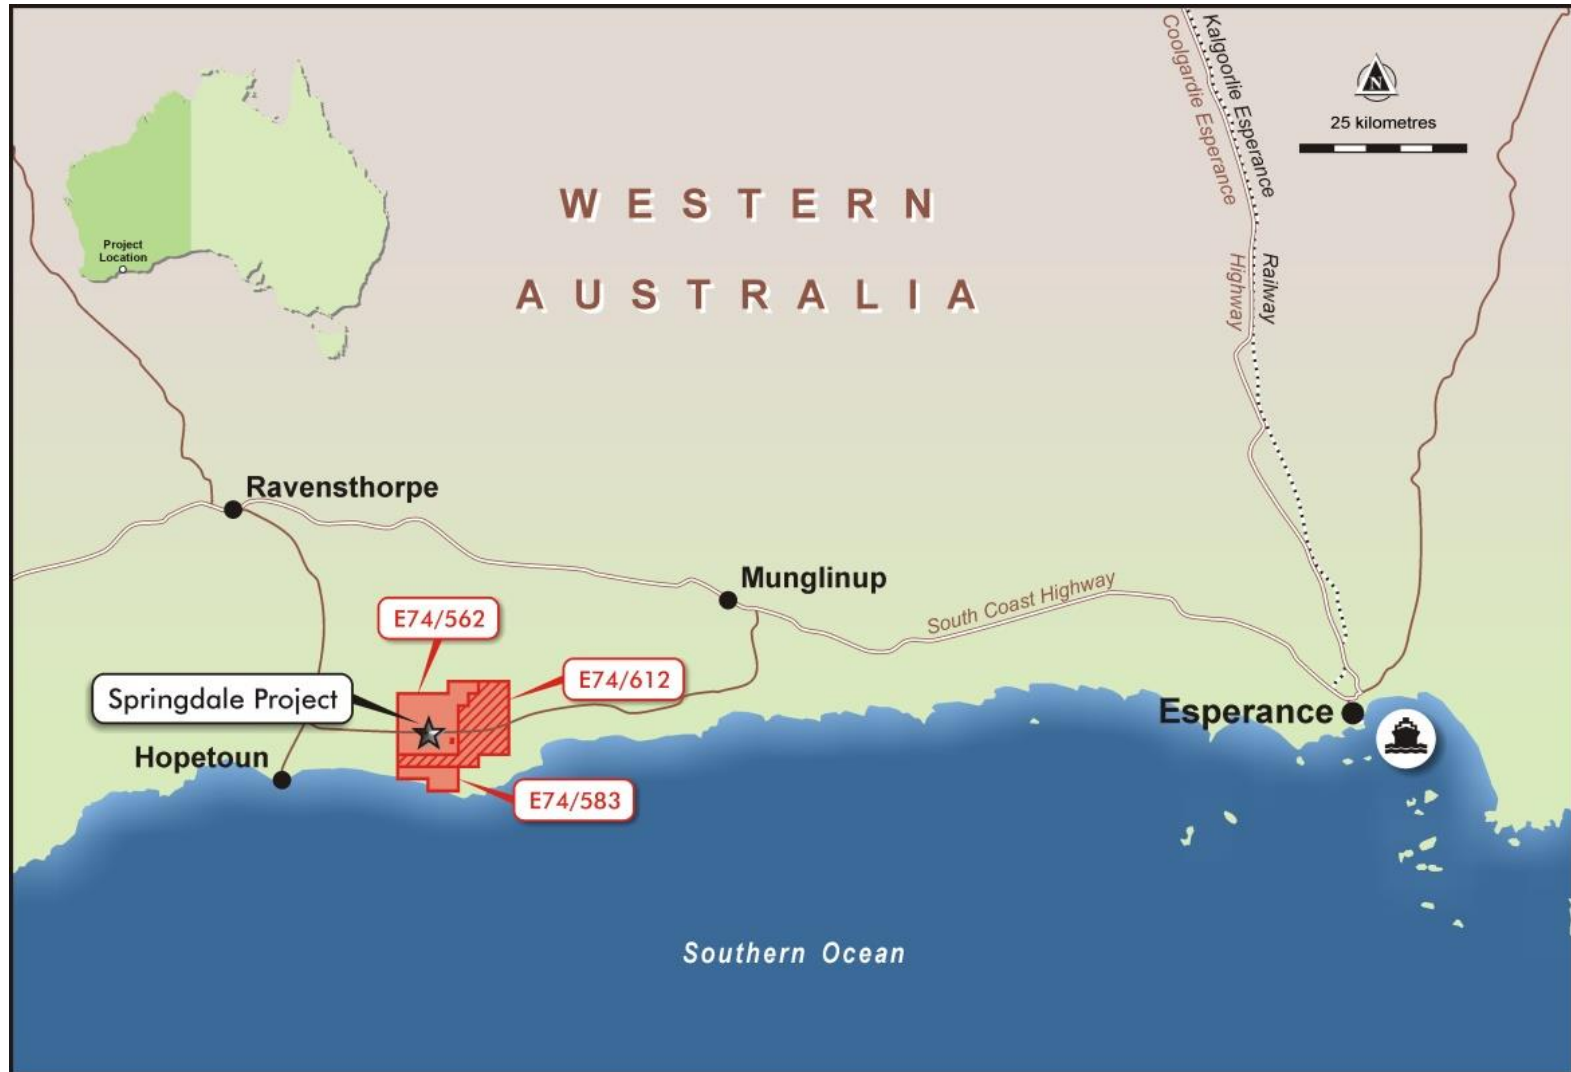 Kalgoorlie Esperance
Railway
Coolgardie Esperance
Highway
N
25 kilometres
WESTERN
AUSTRALIA
Project
Location
Ravensthorpe
Munglinup
South Coast Highway
E74/562
E74/612
Springdale Project
Esperance
Hopetoun
E74/583
Southern Ocean